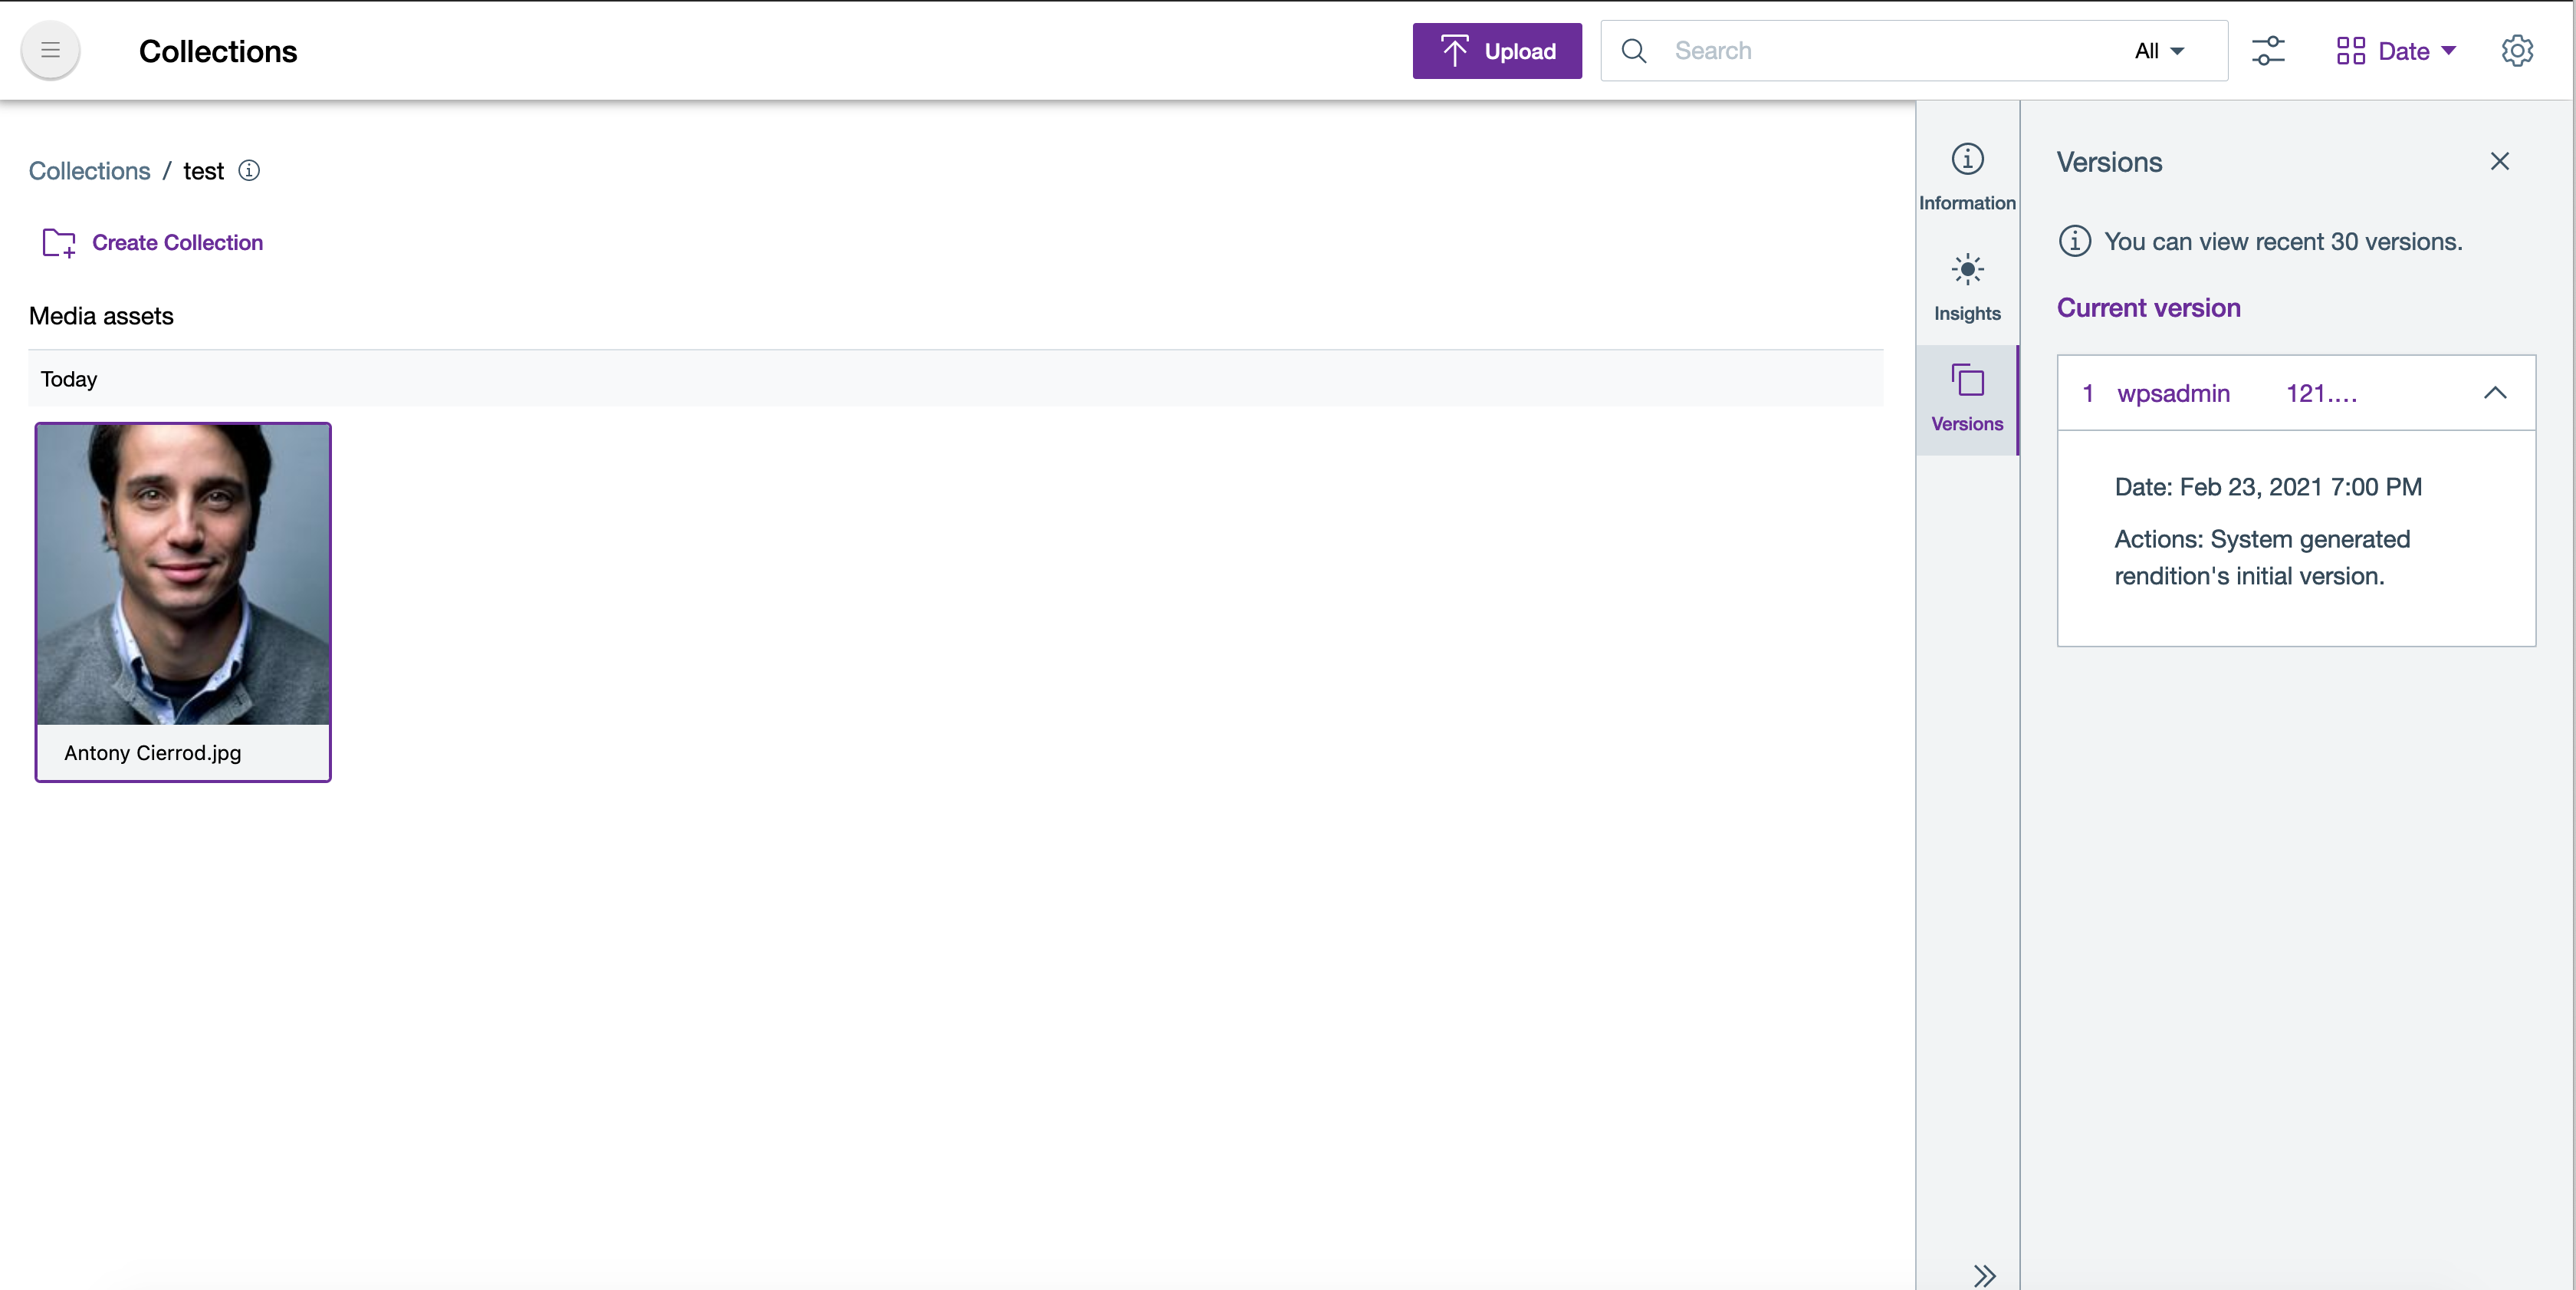 Collections
Upload
Search
All
Date
Collections / test
Create Collection
Media assets
Today
Antony Cierrod.jpg
Information
Insights
Versions
Versions
You can view recent 30 versions.
Current version
1 wpsadmin 121....
Date: Feb 23, 2021 7:00 PM
Actions: System generated
rendition's initial version.